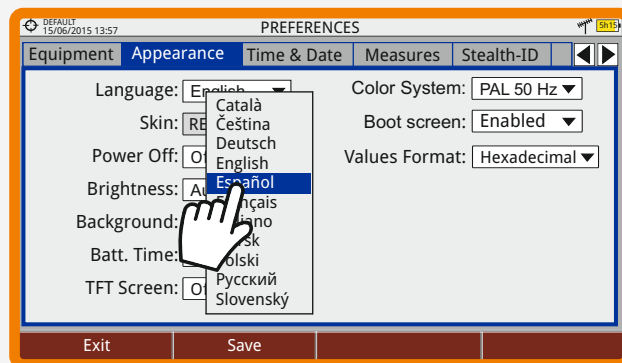 DEFAULT
15/06/2015 13:57
PREFERENCES
5h15
Equipment Appearance Time & Date Measures Stealth-ID
Language: English
Color System: PAL 50 Hz
Skin:
Boot screen: Enabled
Power Off:
Values Format: Hexadecimal
Brightness:
Background:
Batt. Time:
TFT Screen:
Català
Čeština
Deutsch
English
Español
Русский
Slovenský
Exit Save